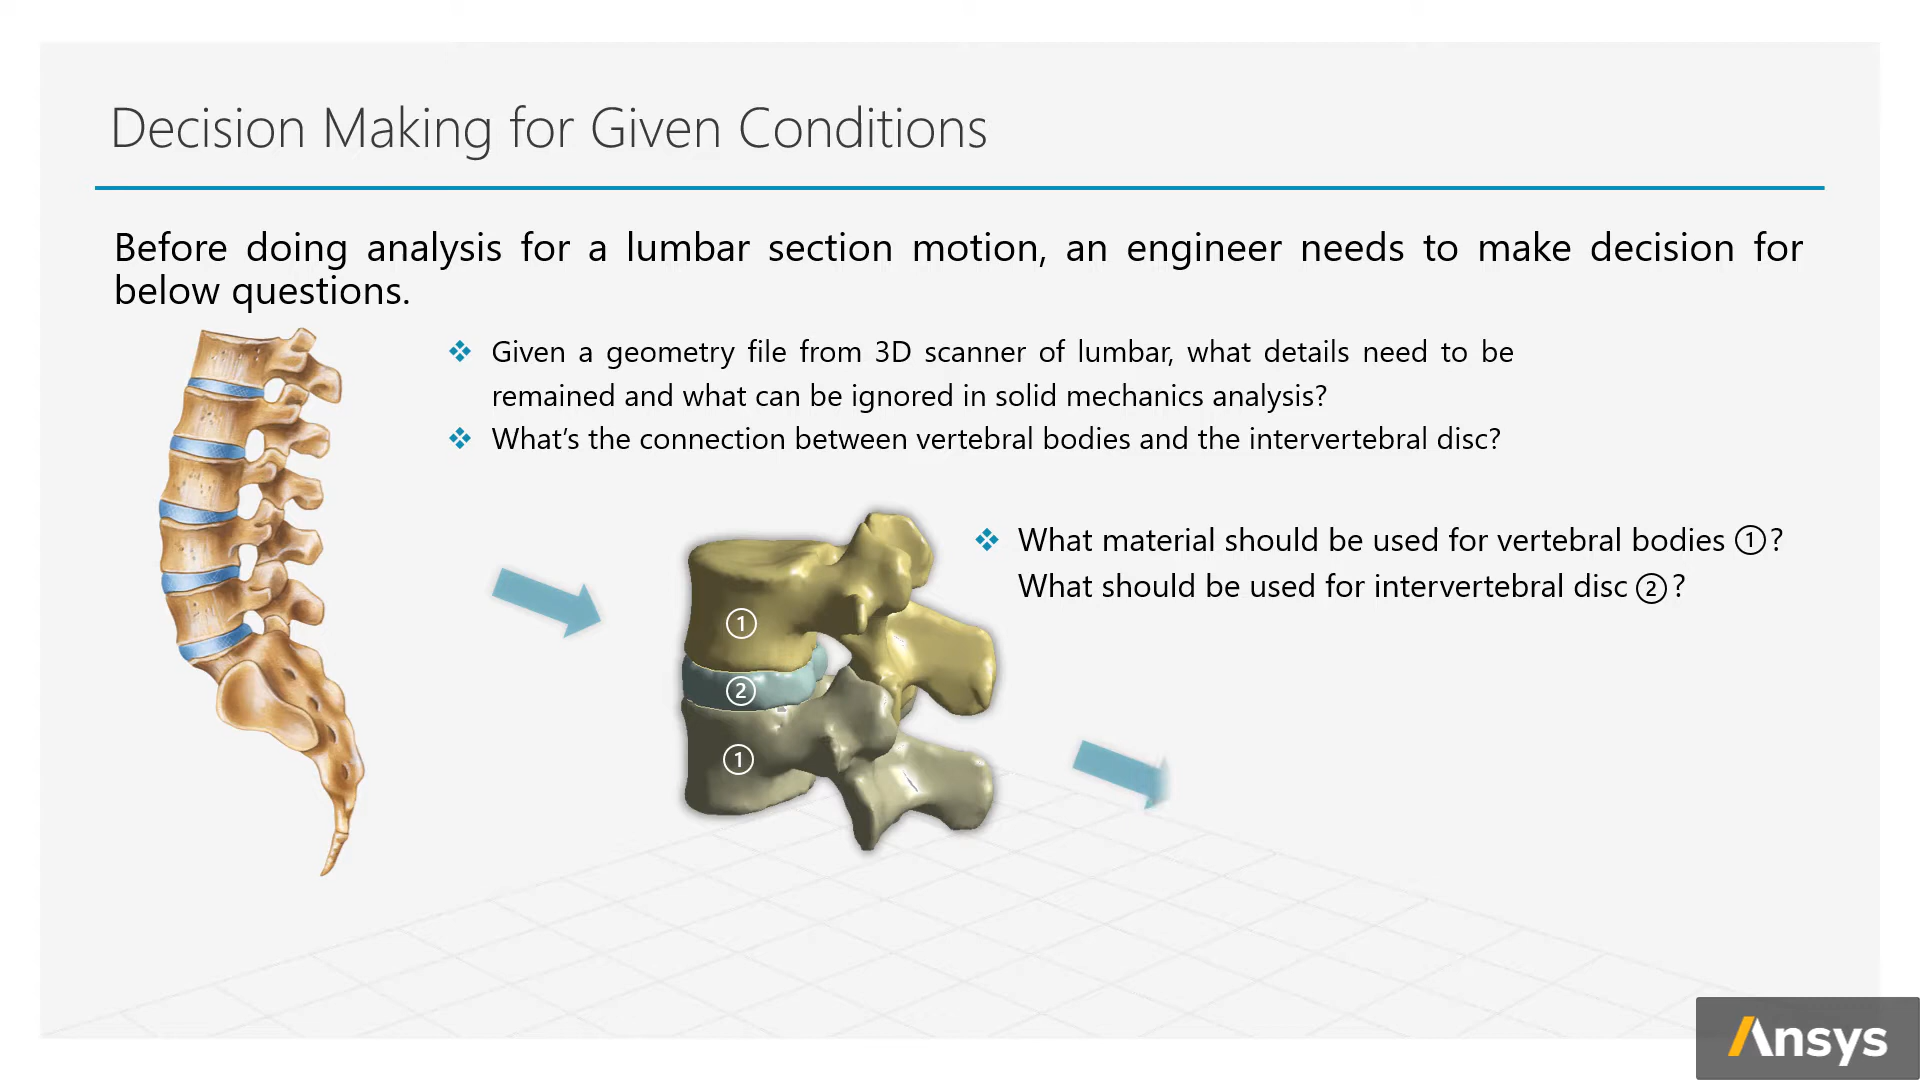 Decision Making for Given Conditions
Before doing analysis for a lumbar section motion, an engineer needs to make decision for
below questions.
❖ Given a geometry file from 3D scanner of lumbar, what details need to be
remained and what can be ignored in solid mechanics analysis?
❖ What’s the connection between vertebral bodies and the intervertebral disc?
❖ What material should be used for vertebral bodies ①?
What should be used for intervertebral disc ②?
①
②
①
Ansys